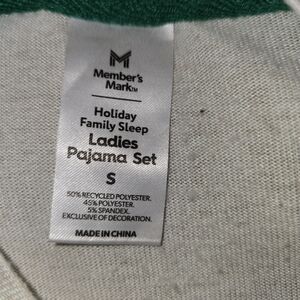 M
Member's
Mark™
Holiday
Family Sleep
Ladies
Pajama Set
S
50% RECYCLED POLYESTER.
45% POLYESTER.
5% SPANDEX.
EXCLUSIVE OF DECORATION.
MADE IN CHINA